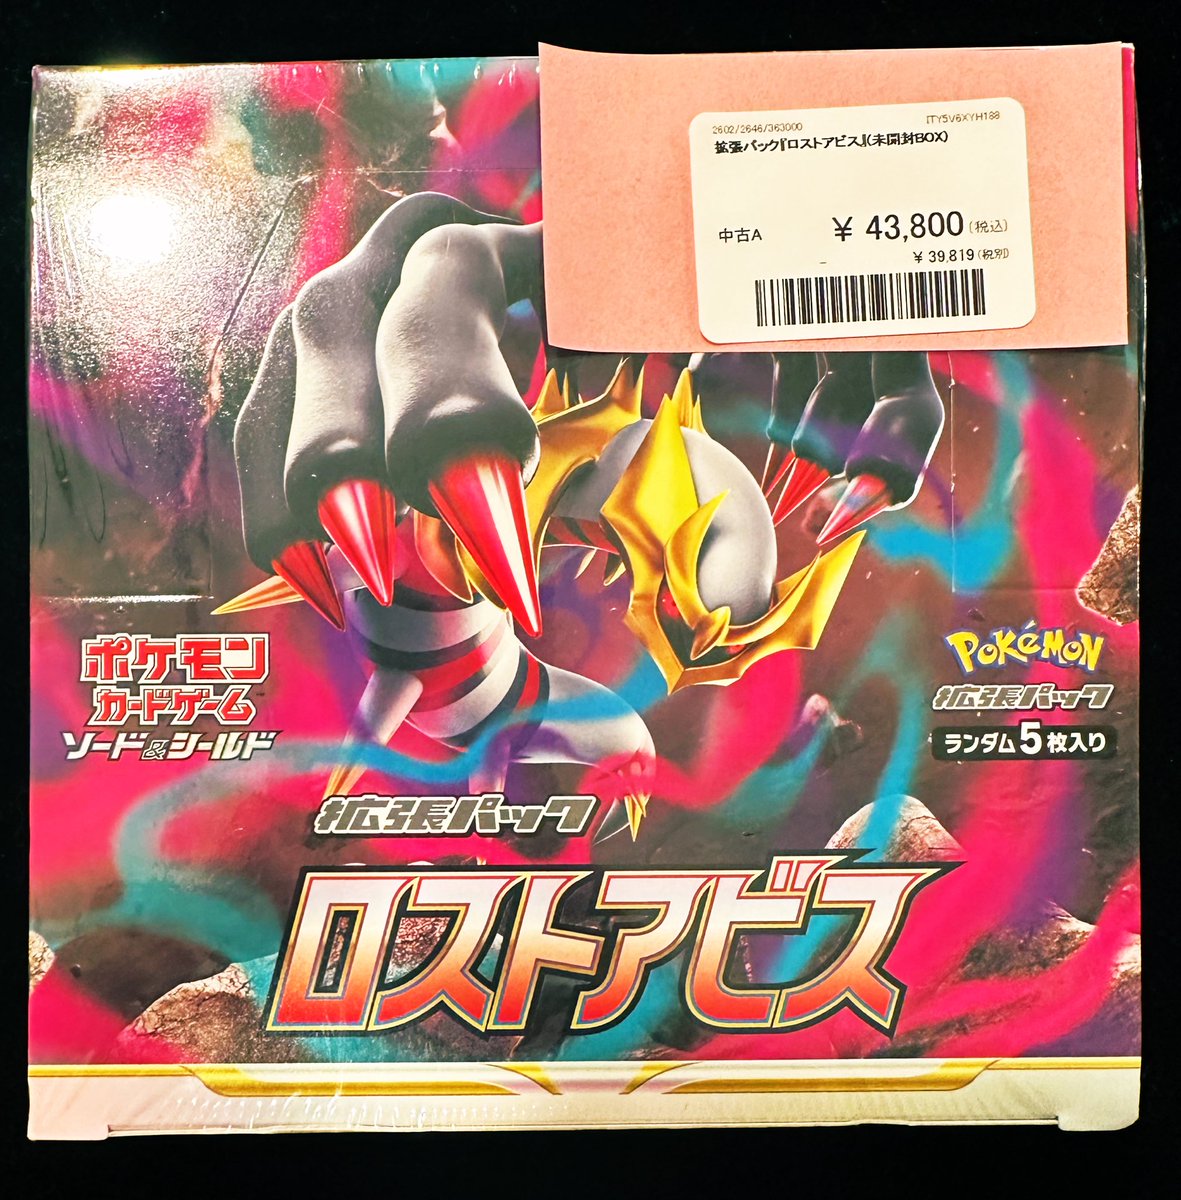 2602/2646/363000 ITY5V6XYH188
拡張パック『ロストアビス』(未開封BOX)
中古A ¥ 43,800 (税込)
¥ 39,819 (税別)
ポケモン
カードゲーム
ソード&シールド
POKéMON
拡張パック
ランダム5枚入り
拡張パック
ロストアビス